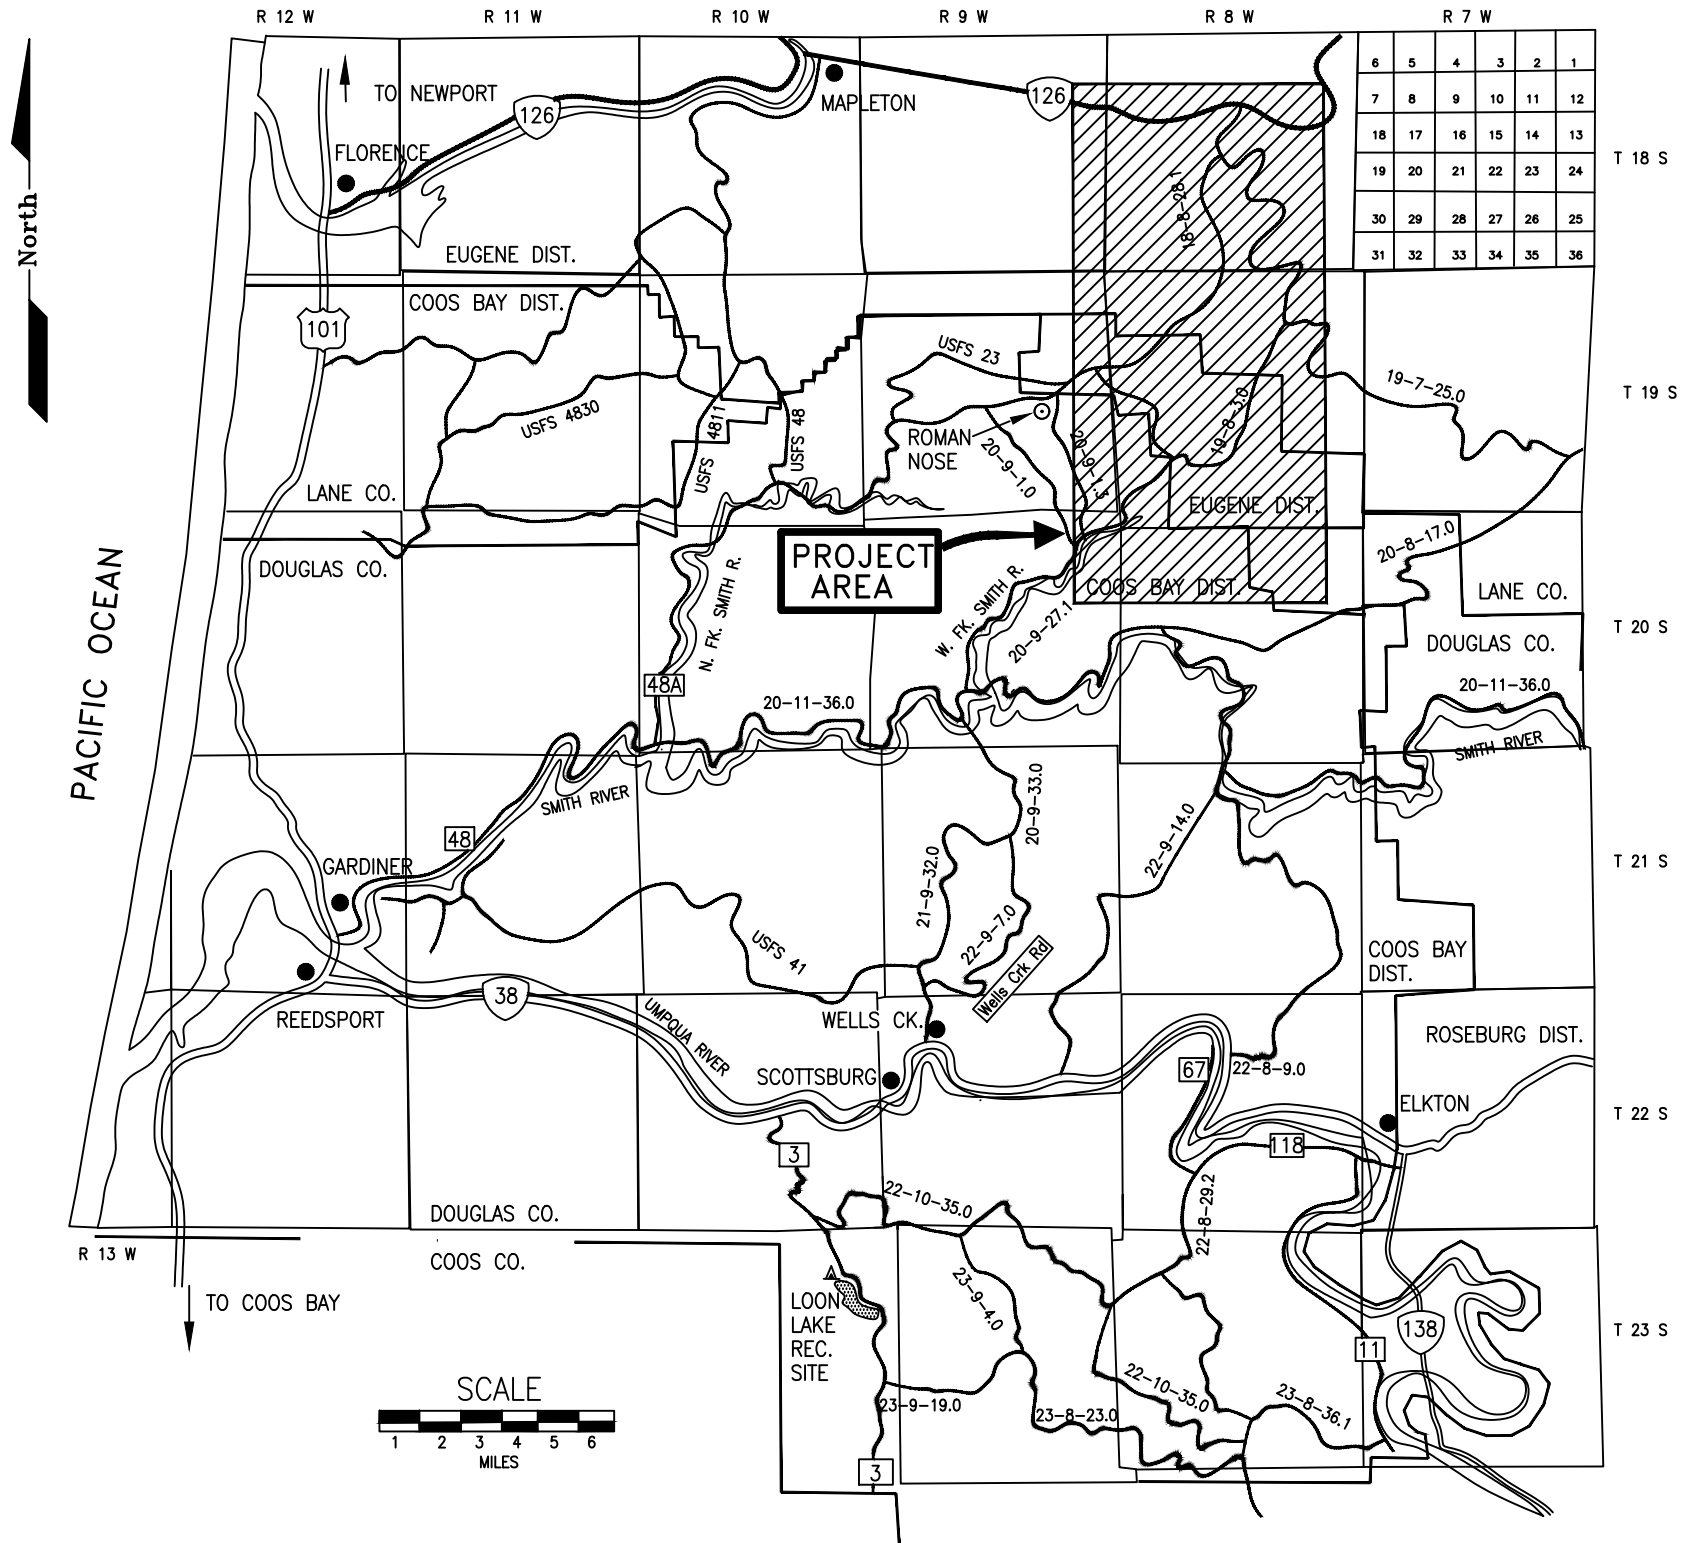 R 12 W
R 11 W
R 10 W
R 9 W
R 8 W
R 7 W
North
TO NEWPORT
126
MAPLETON
126
FLORENCE
6 5 4 3 2 1
7 8 9 10 11 12
18 17 16 15 14 13
19 20 21 22 23 24
30 29 28 27 26 25
31 32 33 34 35 36
T 18 S
18-8-28.1
EUGENE DIST.
COOS BAY DIST.
101
USFS 23
USFS 4830
USFS 4811
USFS 48
ROMAN
NOSE
20-9-1.0
20-9-1.3
19-8-3.0
19-7-25.0
T 19 S
LANE CO.
DOUGLAS CO.
EUGENE DIST.
COOS BAY DIST.
PROJECT
AREA
20-8-17.0
LANE CO.
DOUGLAS CO.
T 20 S
PACIFIC OCEAN
N. FK. SMITH R.
W. FK. SMITH R.
20-9-27.1
48A
20-11-36.0
20-11-36.0
SMITH RIVER
SMITH RIVER
48
GARDINER
20-9-33.0
22-9-14.0
21-9-32.0
22-9-7.0
Wells Crk Rd
USFS 41
T 21 S
COOS BAY
DIST.
REEDSPORT
38
UMPQUA RIVER
WELLS CK.
SCOTTSBURG
67
22-8-9.0
ROSEBURG DIST.
ELKTON
T 22 S
3
118
22-10-35.0
22-8-29.2
DOUGLAS CO.
COOS CO.
R 13 W
TO COOS BAY
LOON
LAKE
REC.
SITE
23-9-4.0
138
11
T 23 S
SCALE
1 2 3 4 5 6
MILES
23-9-19.0
23-8-23.0
22-10-35.0
23-8-36.1
3